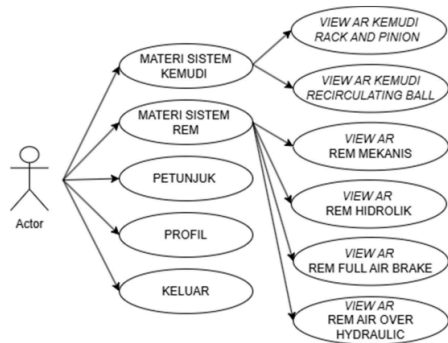 VIEW AR KEMUDI
RACK AND PINION
MATERI SISTEM
KEMUDI
VIEW AR KEMUDI
RECIRCULATING BALL
MATERI SISTEM
REM
VIEW AR
REM MEKANIS
PETUNJUK
VIEW AR
REM HIDROLIK
Actor
PROFIL
VIEW AR
REM FULL AIR BRAKE
KELUAR
VIEW AR
REM AIR OVER
HYDRAULIC